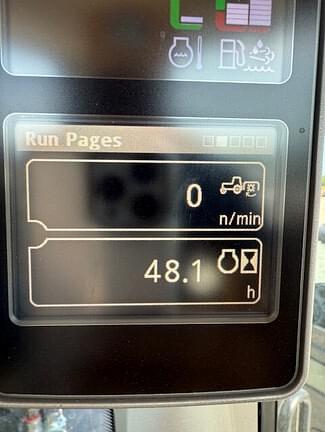 Run Pages
0
n/min
48.1
h